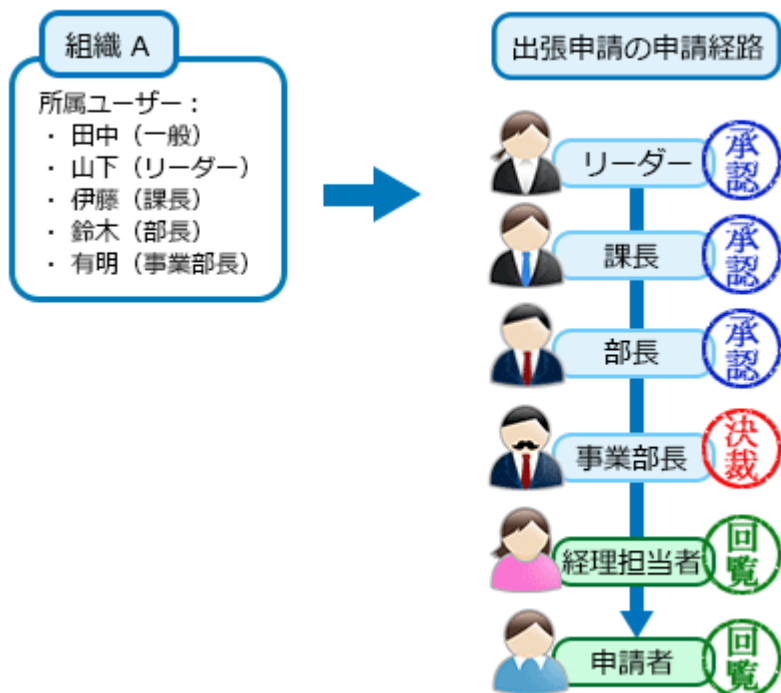 組織 A
所属ユーザー：
・ 田中（一般）
・ 山下（リーダー）
・ 伊藤（課長）
・ 鈴木（部長）
・ 有明（事業部長）
出張申請の申請経路
リーダー
承認
課長
承認
部長
承認
事業部長
決裁
経理担当者
回覧
申請者
回覧